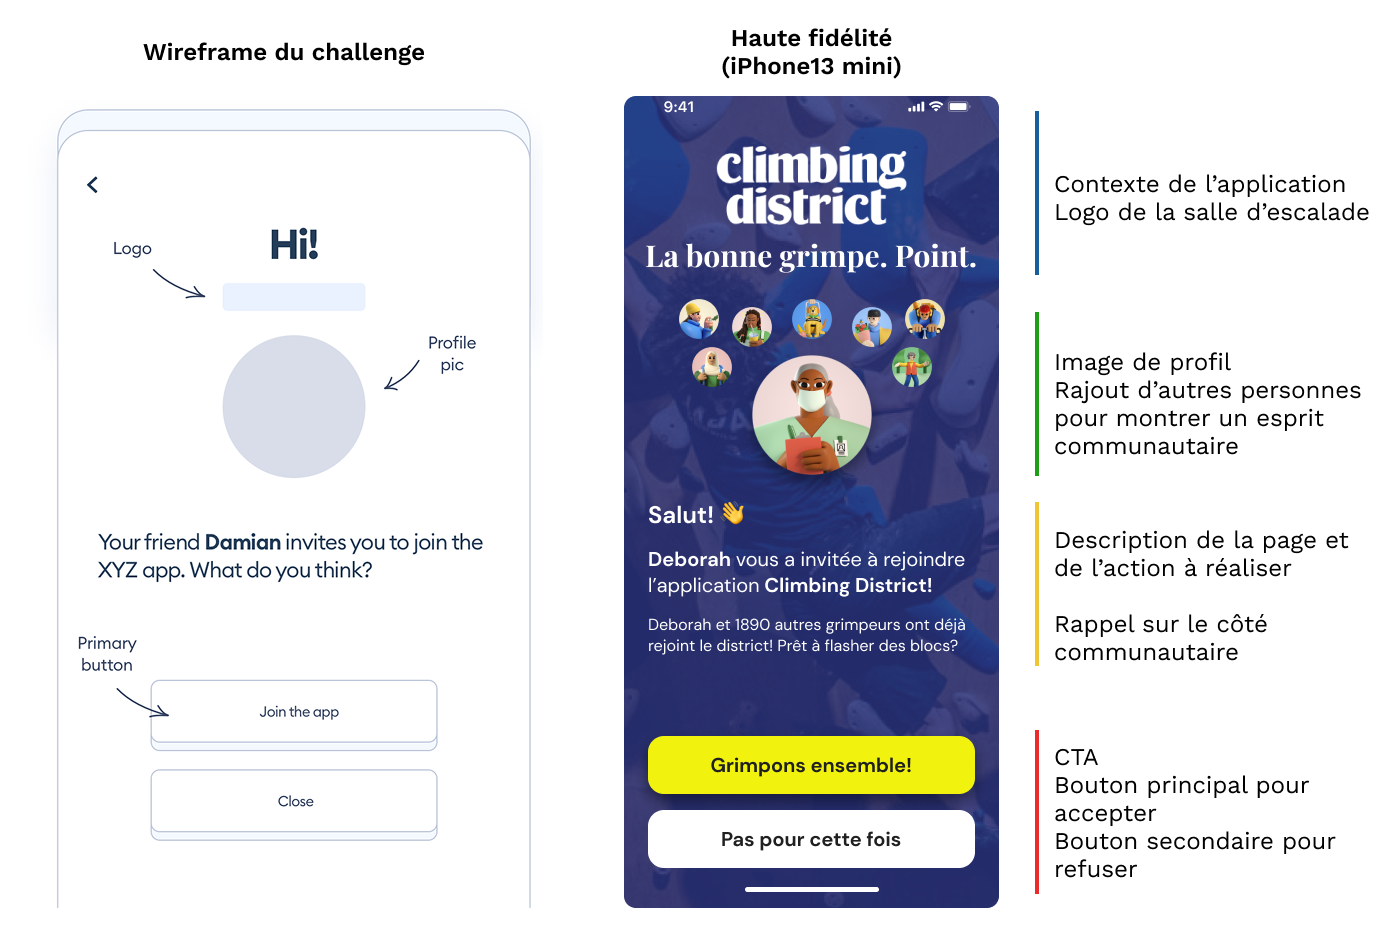 Wireframe du challenge
Hi!
Logo
Profile
pic
Your friend Damian invites you to join the
XYZ app. What do you think?
Primary
button
Join the app
Close
Haute fidélité
(iPhone13 mini)
9:41
climbing
district
La bonne grimpe. Point.
Salut! 👋
Deborah vous a invitée à rejoindre
l’application Climbing District!
Deborah et 1890 autres grimpeurs ont déjà
rejoint le district! Prêt à flasher des blocs?
Grimpons ensemble!
Pas pour cette fois
Contexte de l’application
Logo de la salle d’escalade
Image de profil
Rajout d’autres personnes
pour montrer un esprit
communautaire
Description de la page et
de l’action à réaliser
Rappel sur le côté
communautaire
CTA
Bouton principal pour
accepter
Bouton secondaire pour
refuser